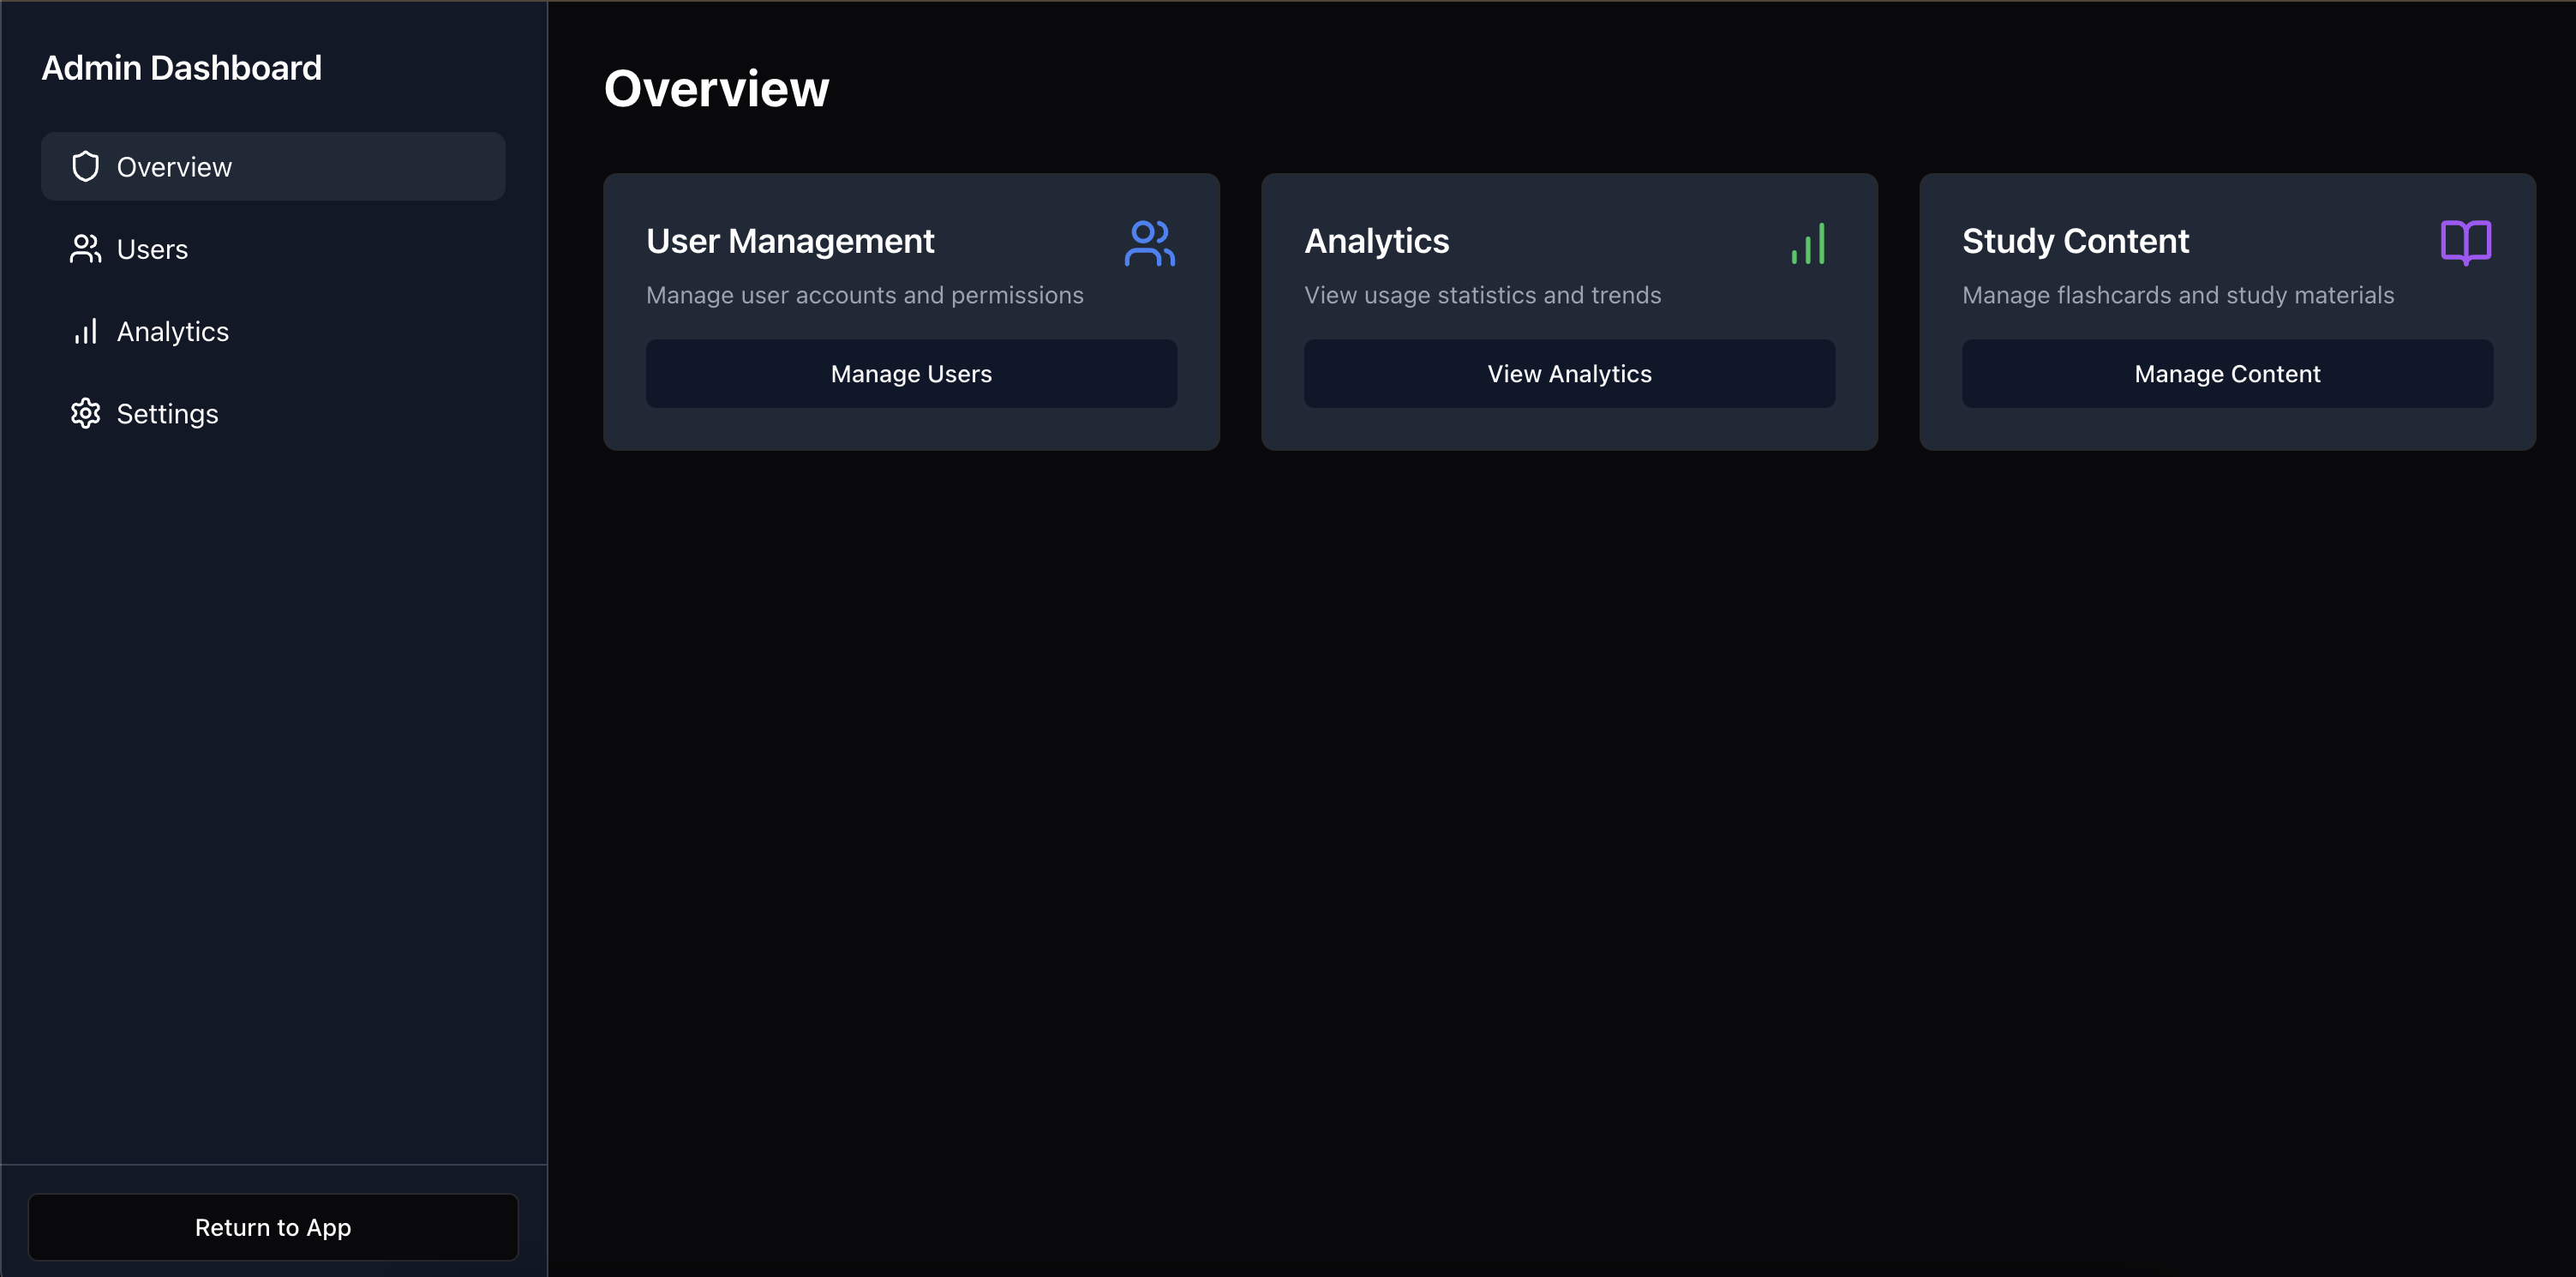 Admin Dashboard
Overview
Users
Analytics
Settings
Return to App
Overview
User Management
Manage user accounts and permissions
Manage Users
Analytics
View usage statistics and trends
View Analytics
Study Content
Manage flashcards and study materials
Manage Content